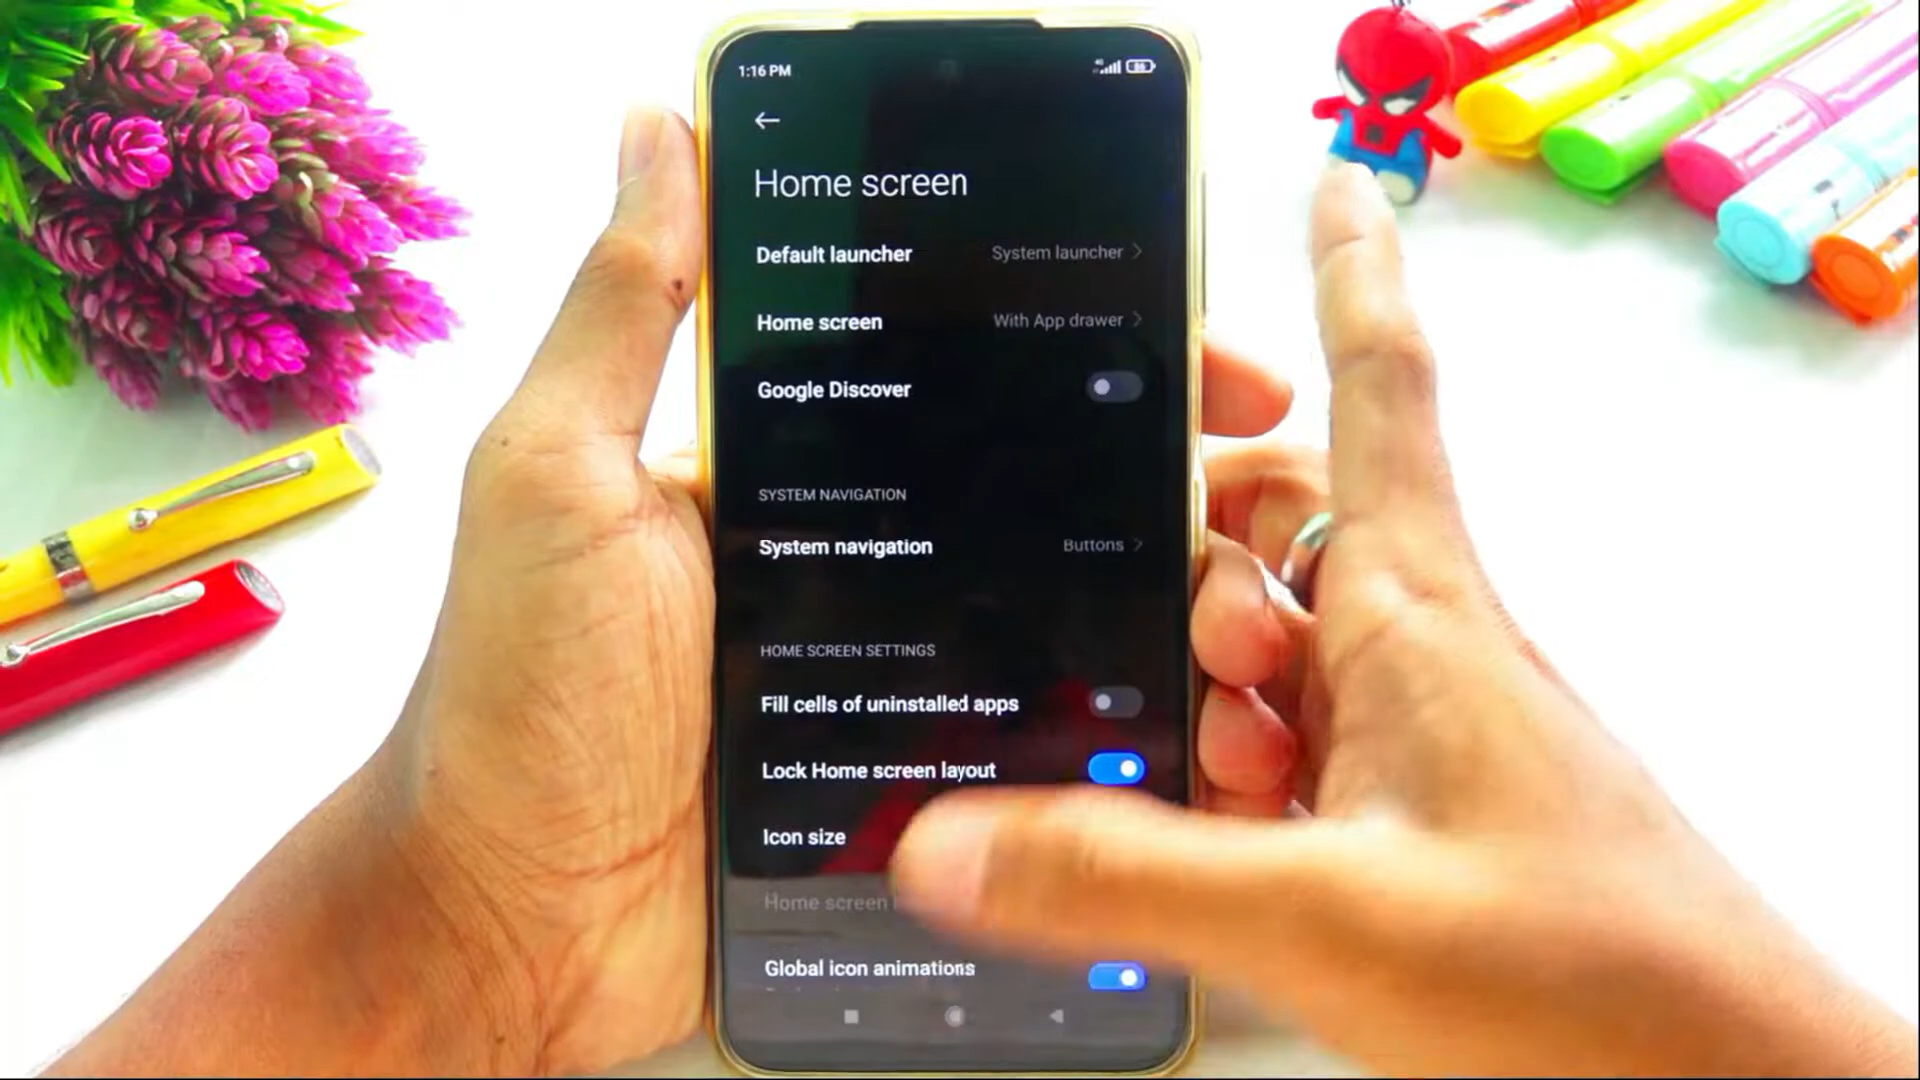 1:16 PM
4G
86
Home screen
Default launcher System launcher
Home screen With App drawer
Google Discover
SYSTEM NAVIGATION
System navigation Buttons
HOME SCREEN SETTINGS
Fill cells of uninstalled apps
Lock Home screen layout
Icon size
Home screen
Global icon animations